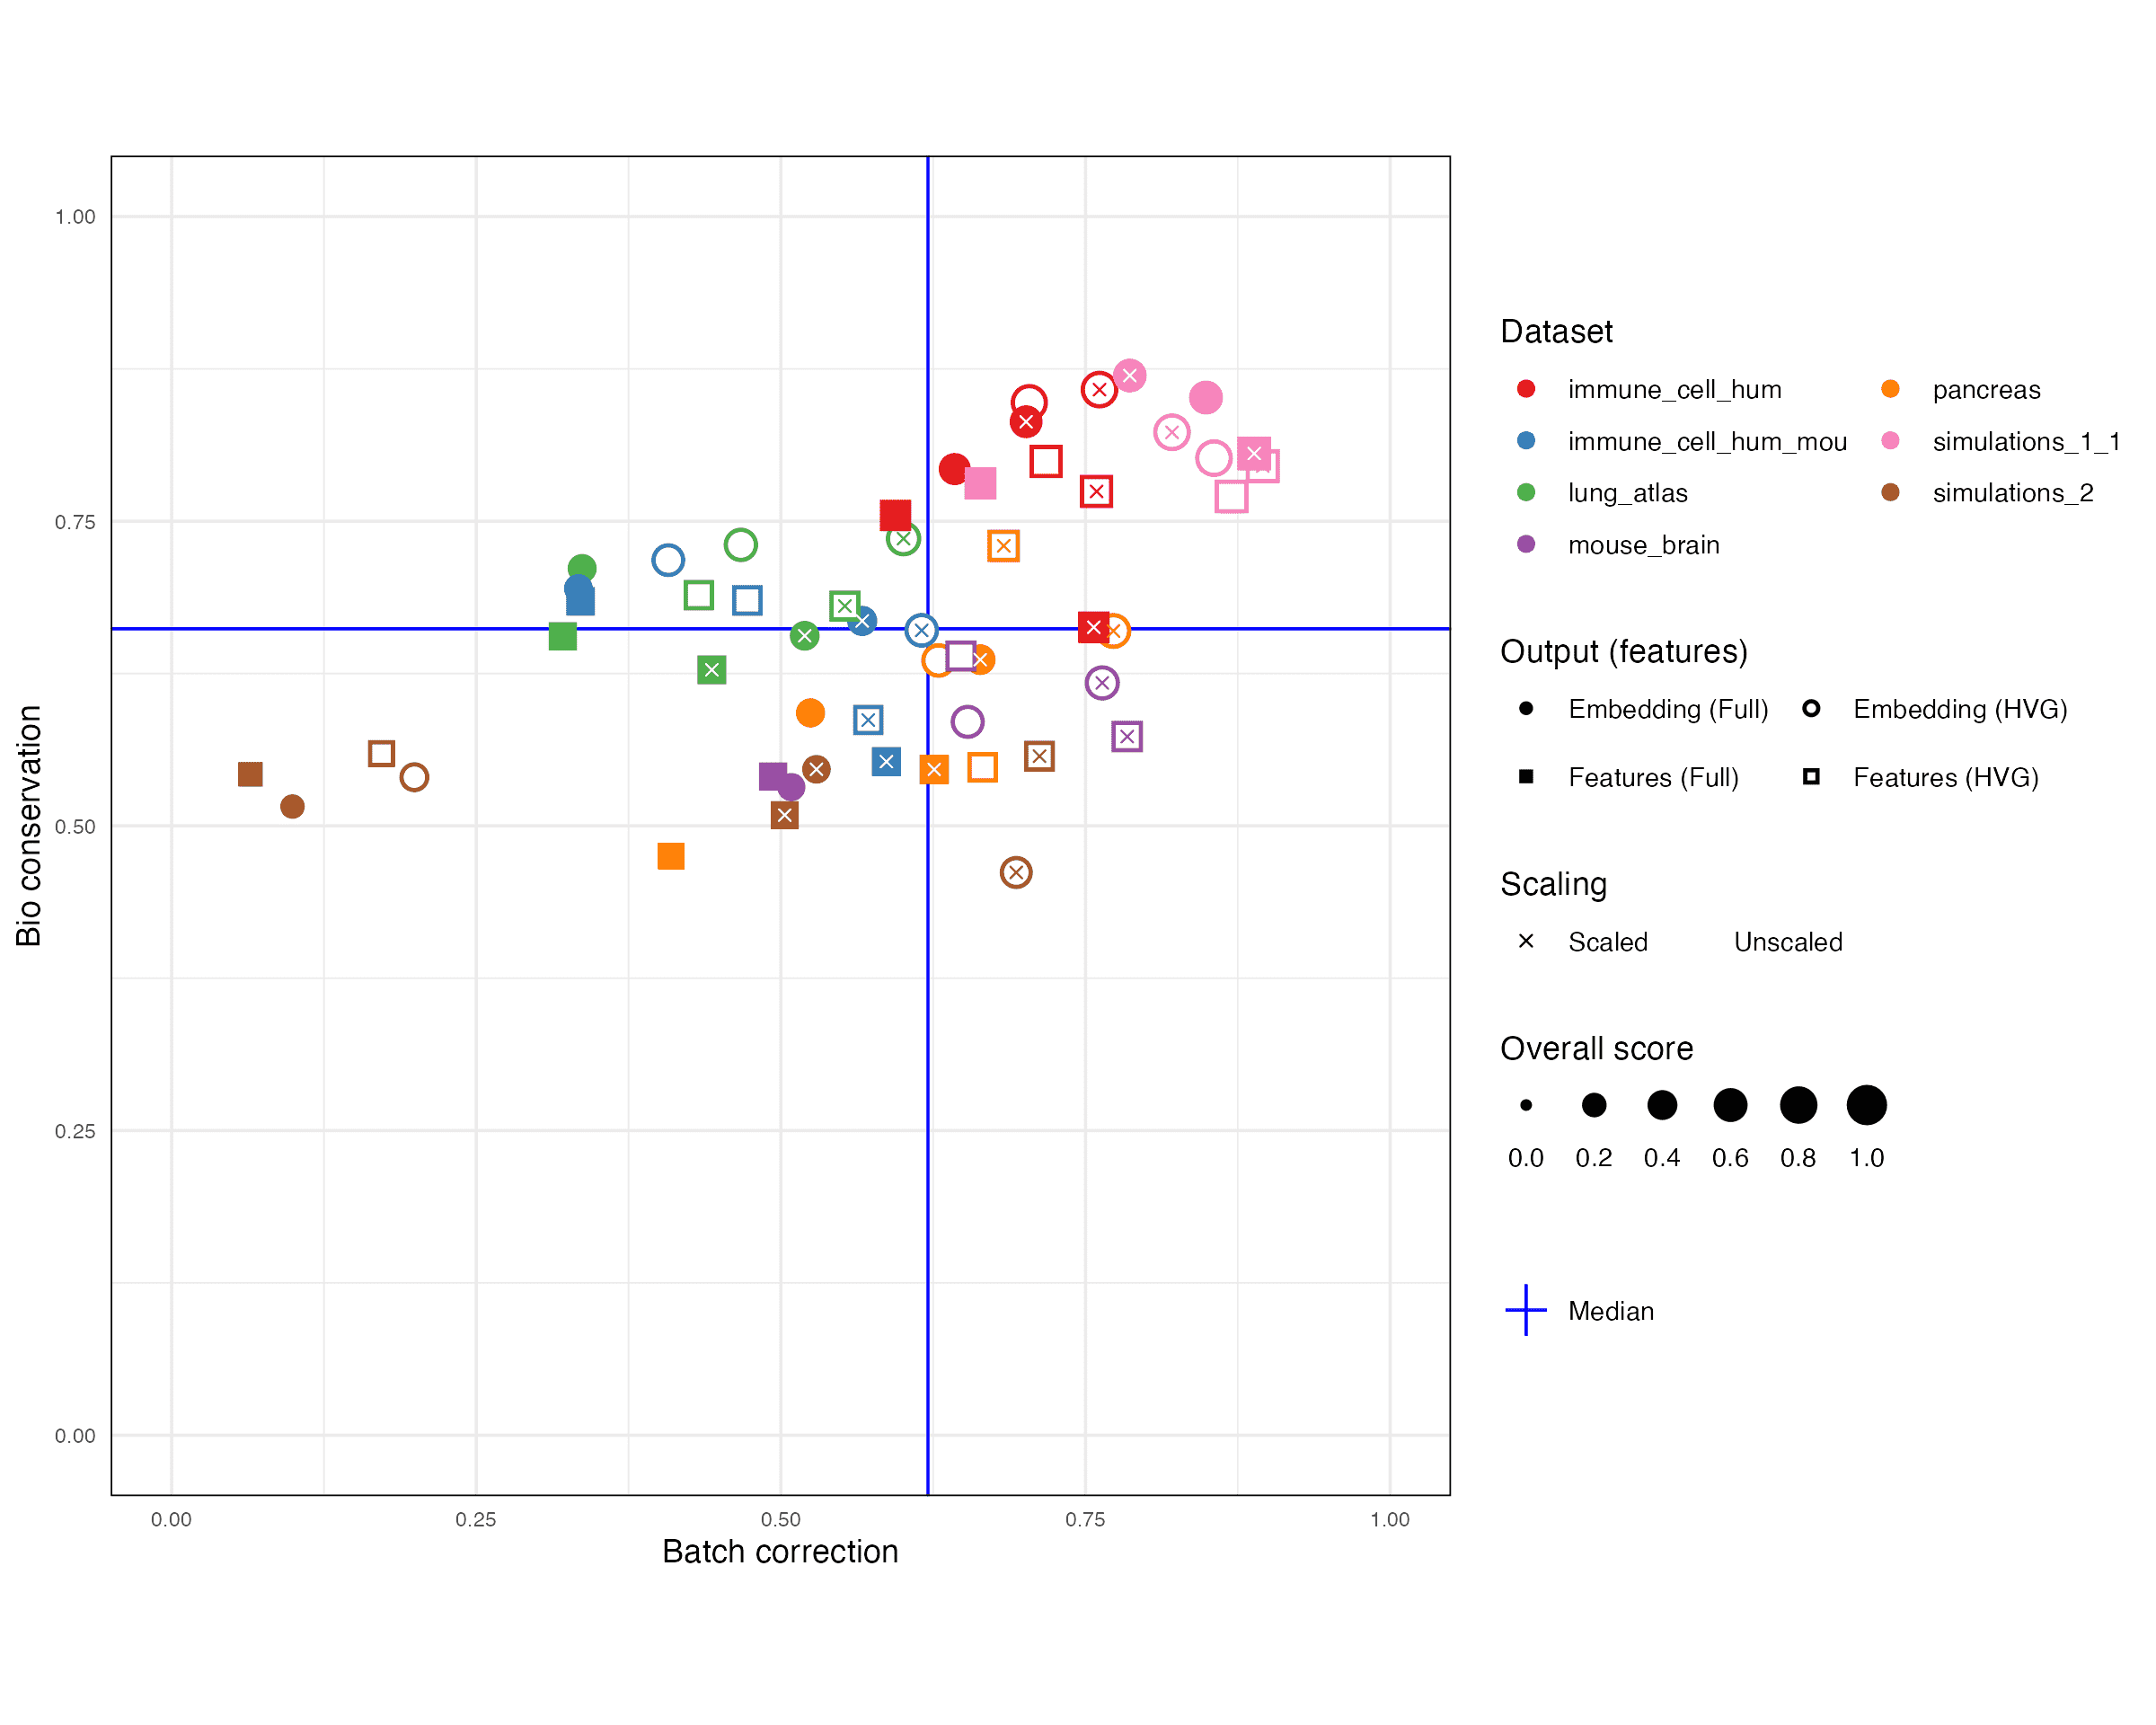 1.00
0.75
0.50
0.25
0.00
Bio conservation
0.00 0.25 0.50 0.75 1.00
Batch correction
Dataset
immune_cell_hum pancreas
immune_cell_hum_mou simulations_1_1
lung_atlas simulations_2
mouse_brain
Output (features)
Embedding (Full) Embedding (HVG)
Features (Full) Features (HVG)
Scaling
Scaled Unscaled
Overall score
0.0 0.2 0.4 0.6 0.8 1.0
Median